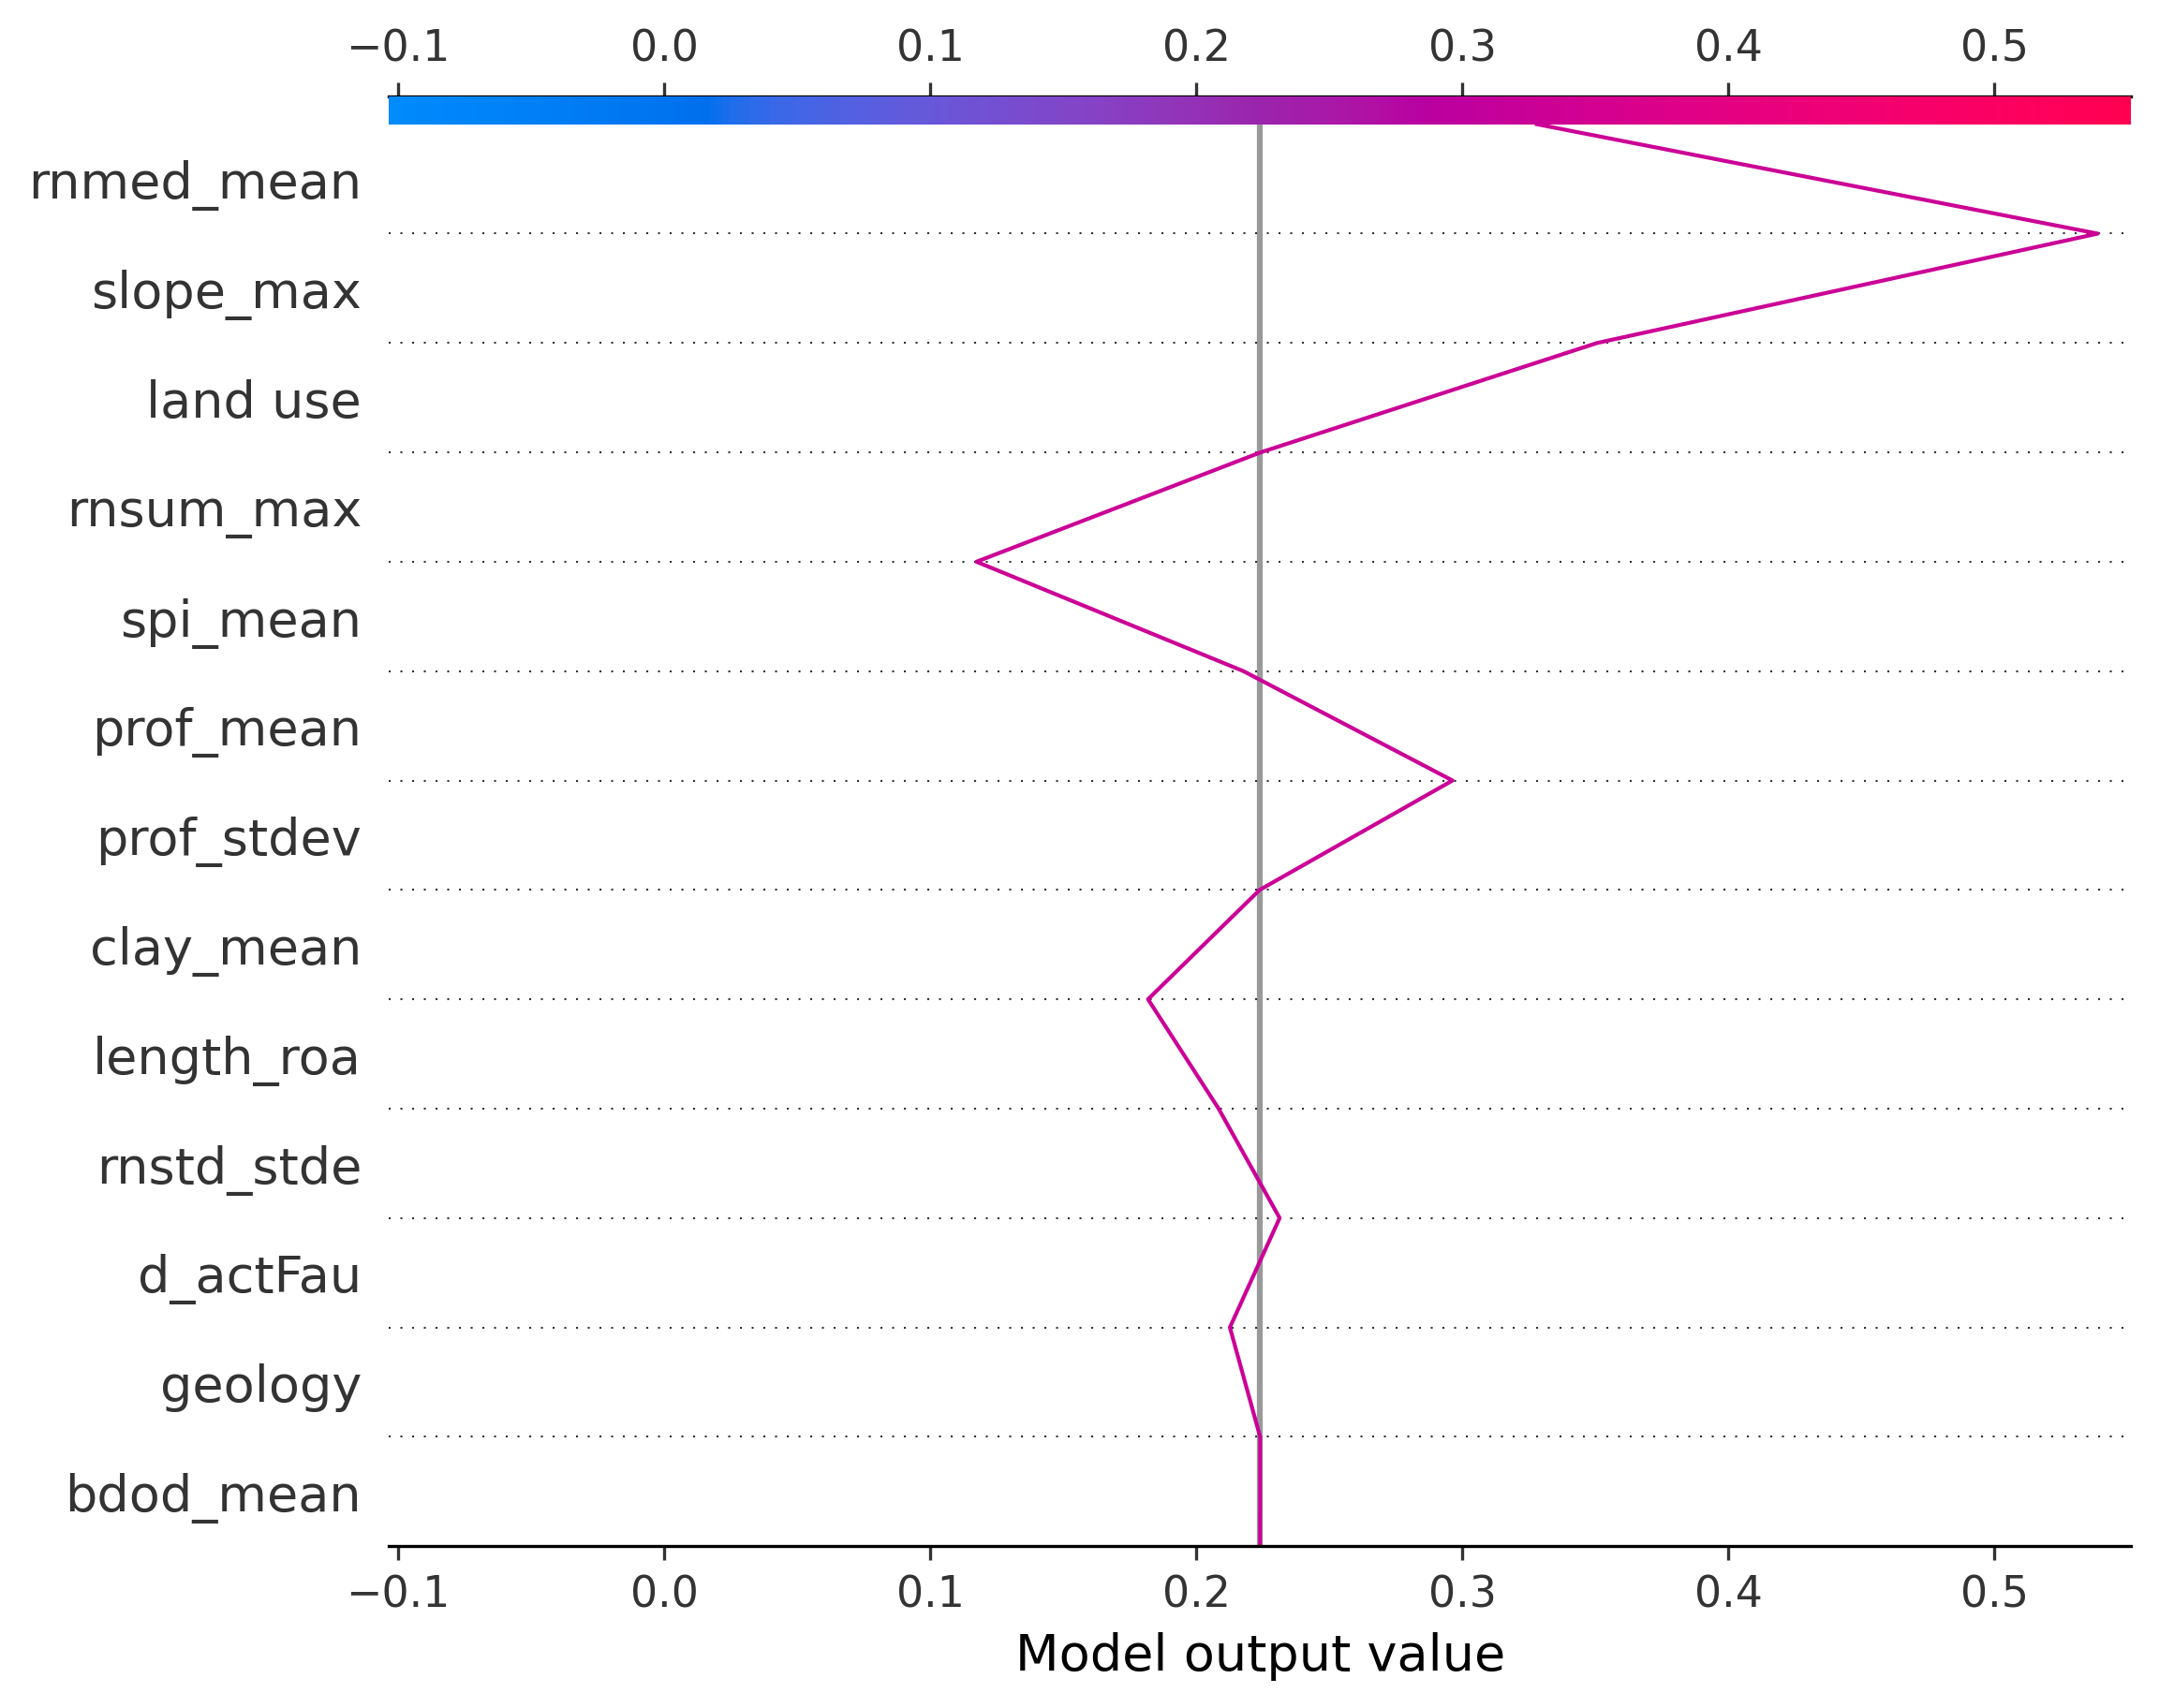 −0.1 0.0 0.1 0.2 0.3 0.4 0.5
rnmed_mean
slope_max
land use
rnsum_max
spi_mean
prof_mean
prof_stdev
clay_mean
length_roa
rnstd_stde
d_actFau
geology
bdod_mean
−0.1 0.0 0.1 0.2 0.3 0.4 0.5
Model output value